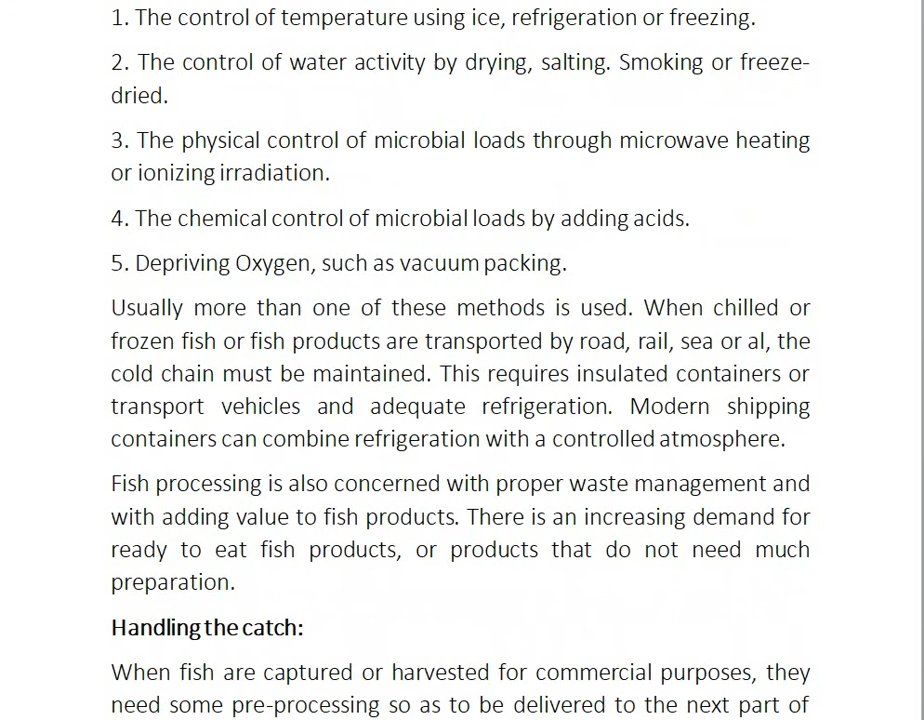 1. The control of temperature using ice, refrigeration or freezing.
2. The control of water activity by drying, salting. Smoking or freeze-
dried.
3. The physical control of microbial loads through microwave heating
or ionizing irradiation.
4. The chemical control of microbial loads by adding acids.
5. Depriving Oxygen, such as vacuum packing.
Usually more than one of these methods is used. When chilled or
frozen fish or fish products are transported by road, rail, sea or al, the
cold chain must be maintained. This requires insulated containers or
transport vehicles and adequate refrigeration. Modern shipping
containers can combine refrigeration with a controlled atmosphere.
Fish processing is also concerned with proper waste management and
with adding value to fish products. There is an increasing demand for
ready to eat fish products, or products that do not need much
preparation.
Handling the catch:
When fish are captured or harvested for commercial purposes, they
need some pre-processing so as to be delivered to the next part of